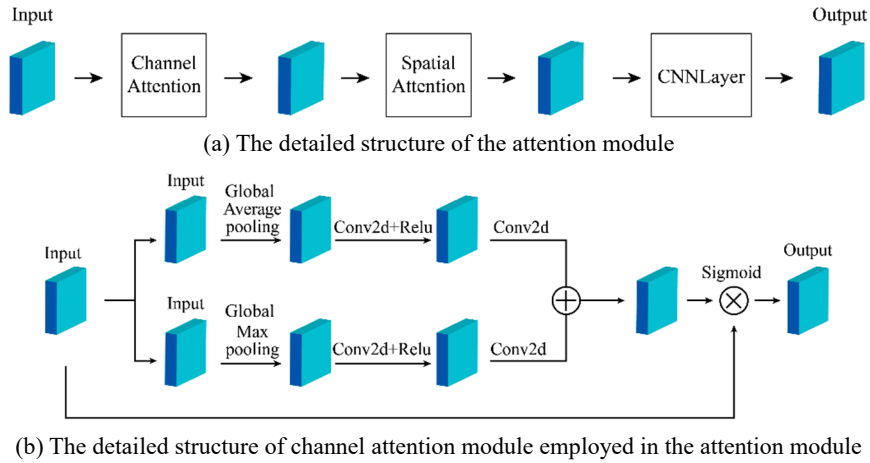 Input
Output
Channel
Attention
Spatial
Attention
CNNLayer
(a) The detailed structure of the attention module
Input
Global
Average
pooling
Conv2d+Relu
Conv2d
Input
Sigmoid
Output
Input
Global
Max
pooling
Conv2d+Relu
Conv2d
(b) The detailed structure of channel attention module employed in the attention module